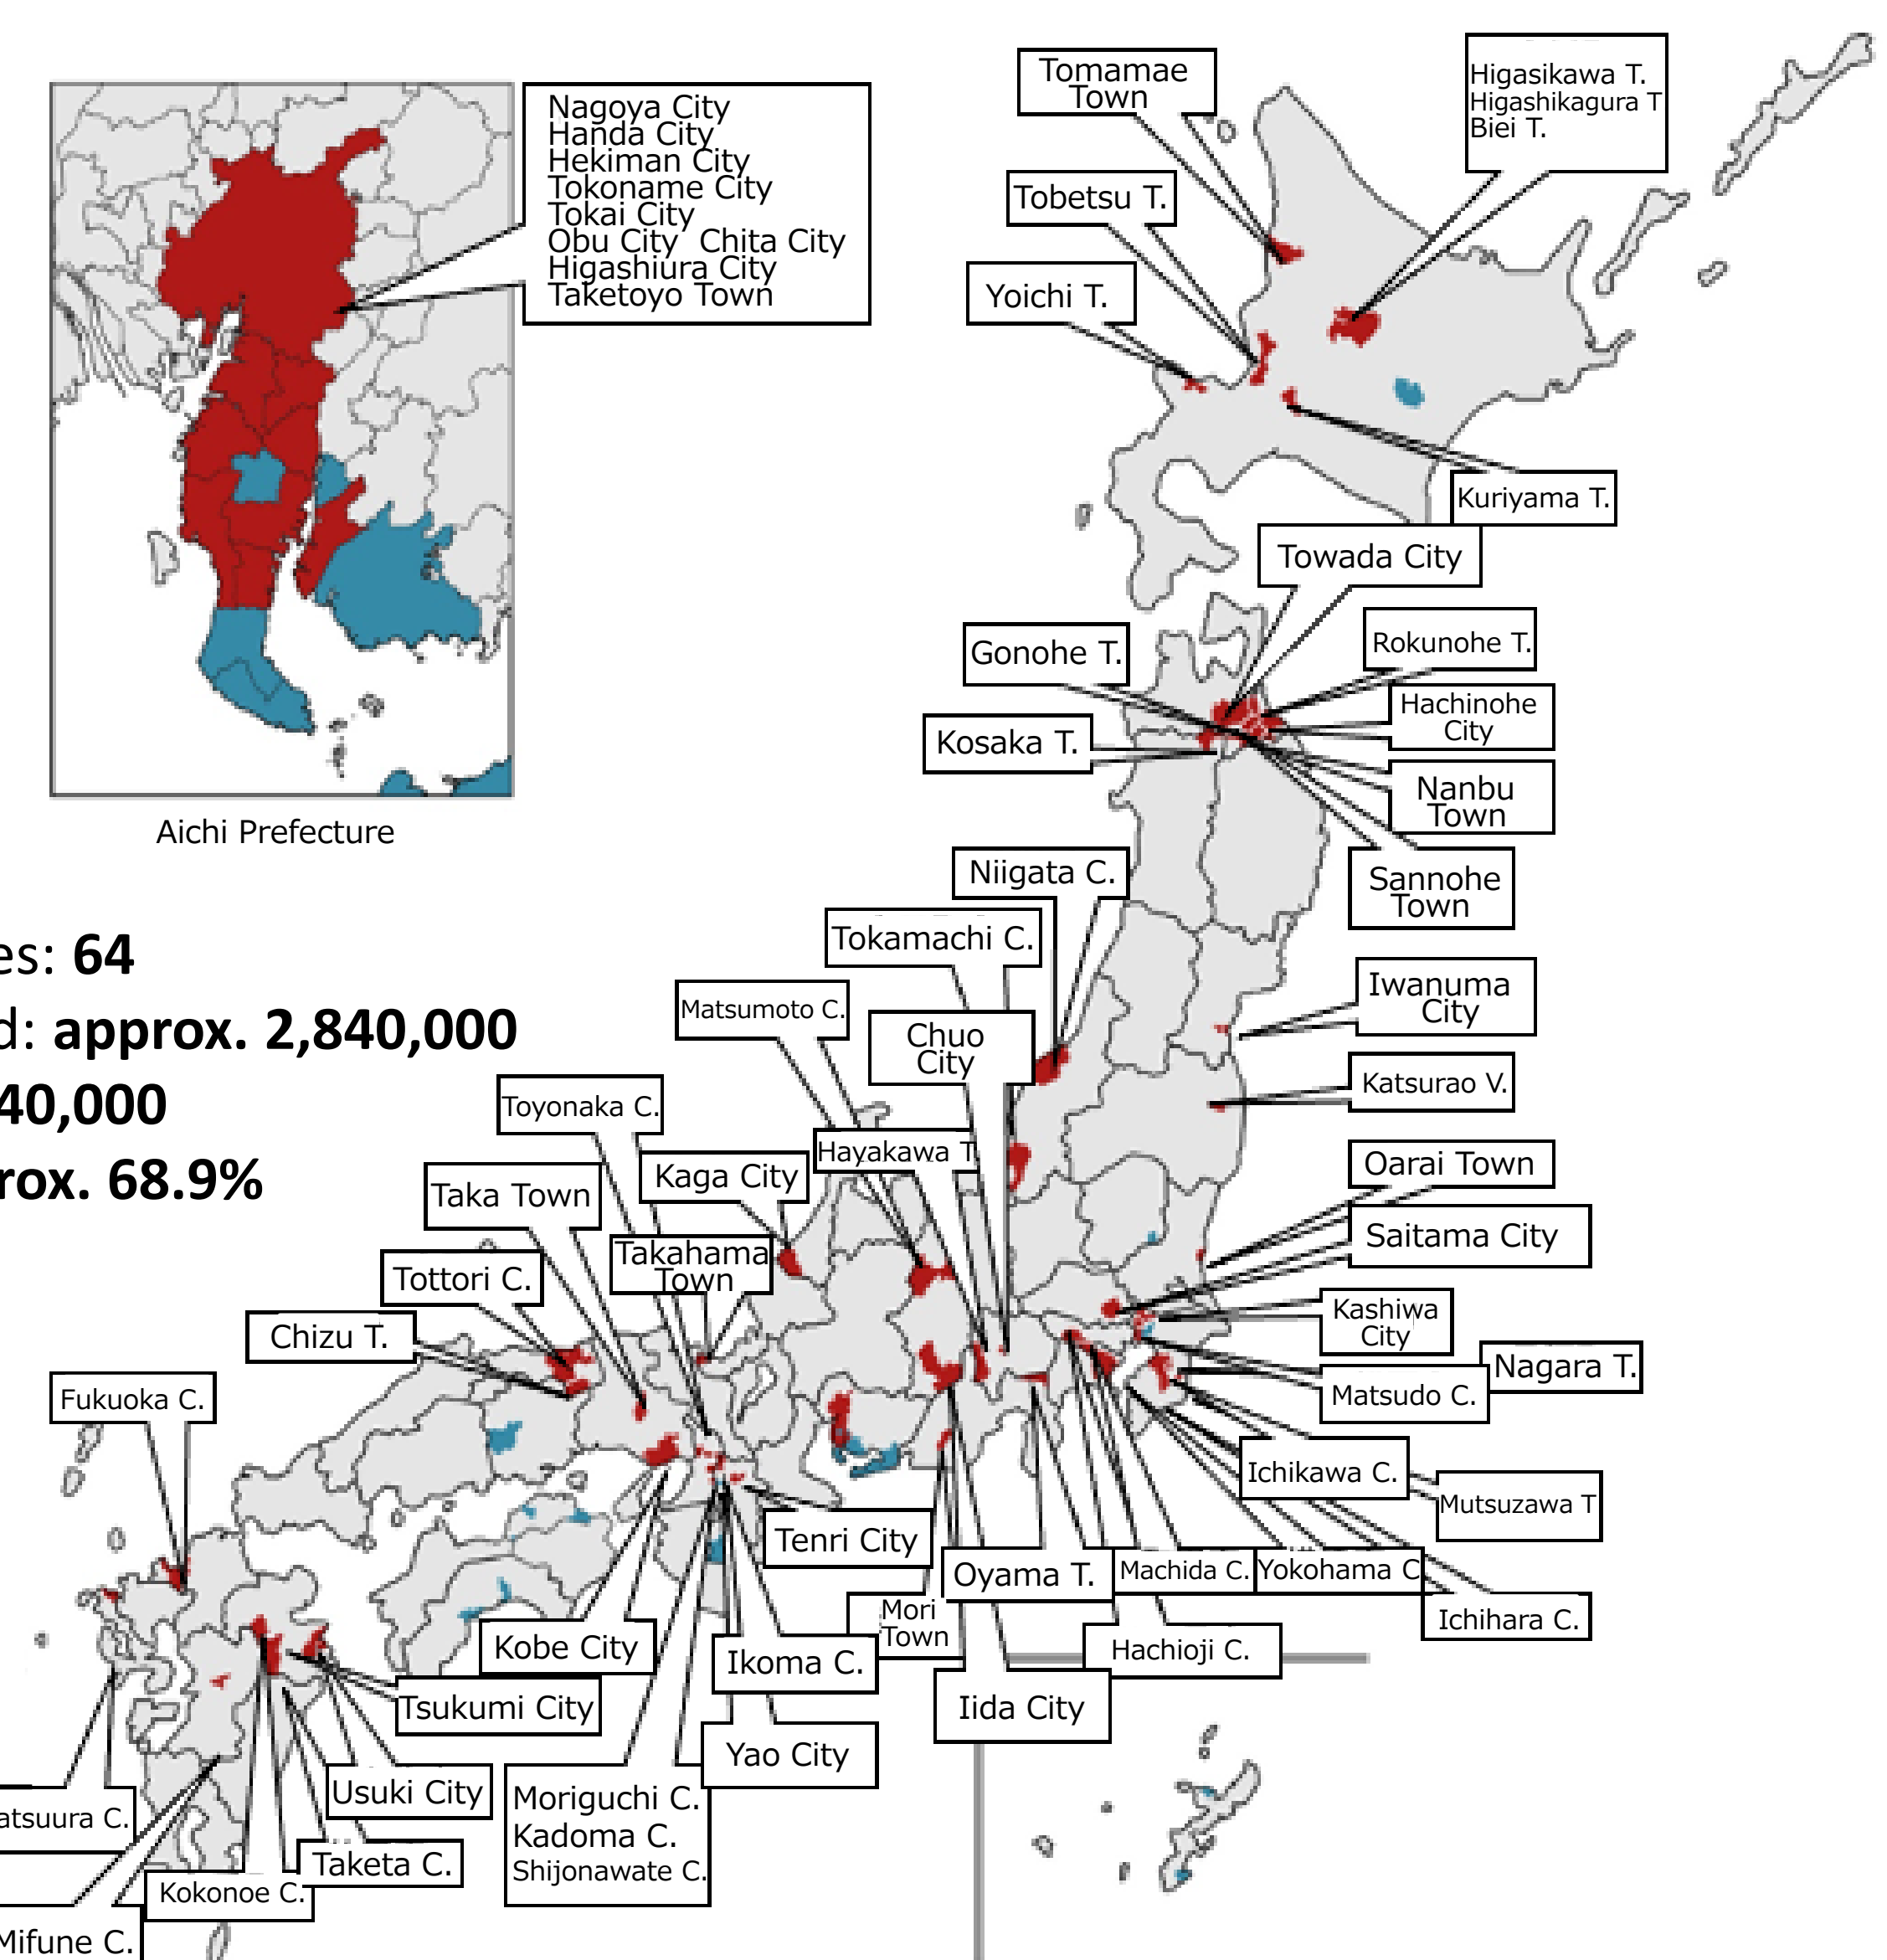 Nagoya City
Handa City
Hekiman City
Tokoname City
Tokai City
Obu City Chita City
Higashiura City
Taketoyo Town
Aichi Prefecture
Tomamae
Town
Higasikawa T.
Higashikagura T
Biei T.
Tobetsu T.
Yoichi T.
Kuriyama T.
Towada City
Gonohe T.
Rokunohe T.
Hachinohe
City
Kosaka T.
Nanbu
Town
Sannohe
Town
Niigata C.
Tokamachi C.
es: 64
d: approx. 2,840,000
40,000
rox. 68.9%
Matsumoto C.
Chuo
City
Iwanuma
City
Katsurao V.
Toyonaka C.
Hayakawa T
Kaga City
Oarai Town
Taka Town
Saitama City
Takahama
Town
Tottori C.
Kashiwa
City
Chizu T.
Nagara T.
Matsudo C.
Fukuoka C.
Ichikawa C.
Mutsuzawa T
Tenri City
Oyama T.
Machida C.
Yokohama C
Mori
Town
Ichihara C.
Kobe City
Ikoma C.
Hachioji C.
Tsukumi City
Iida City
Yao City
Usuki City
Moriguchi C.
Kadoma C.
Shijonawate C.
atsuura C.
Taketa C.
Kokonoe C.
Mifune C.